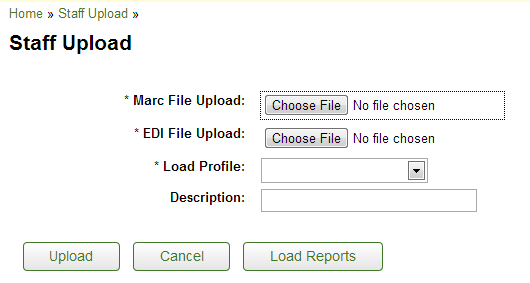 Home » Staff Upload »
Staff Upload
* Marc File Upload: Choose File No file chosen
* EDI File Upload: Choose File No file chosen
* Load Profile:
Description:
Upload Cancel Load Reports